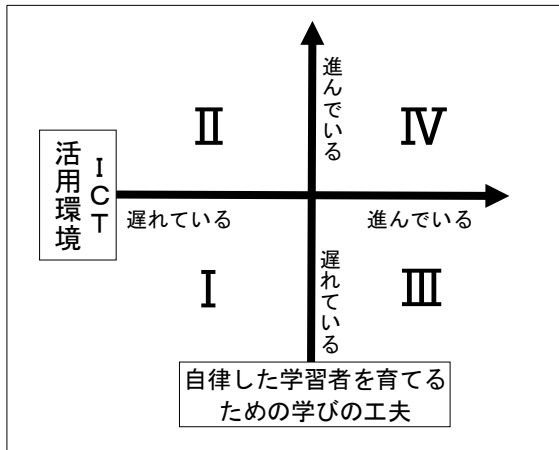 進んでいる
Ⅱ
Ⅳ
ICT
活用環境
遅れている
進んでいる
Ⅰ
遅れている
Ⅲ
自律した学習者を育てる
ための学びの工夫